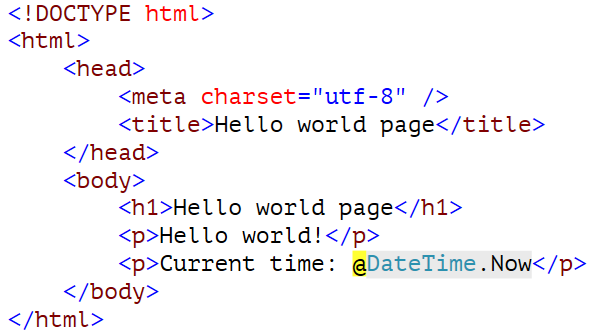 <!DOCTYPE html>
<html>
    <head>
        <meta charset="utf-8" />
        <title>Hello world page</title>
    </head>
    <body>
        <h1>Hello world page</h1>
        <p>Hello world!</p>
        <p>Current time: @DateTime.Now</p>
    </body>
</html>